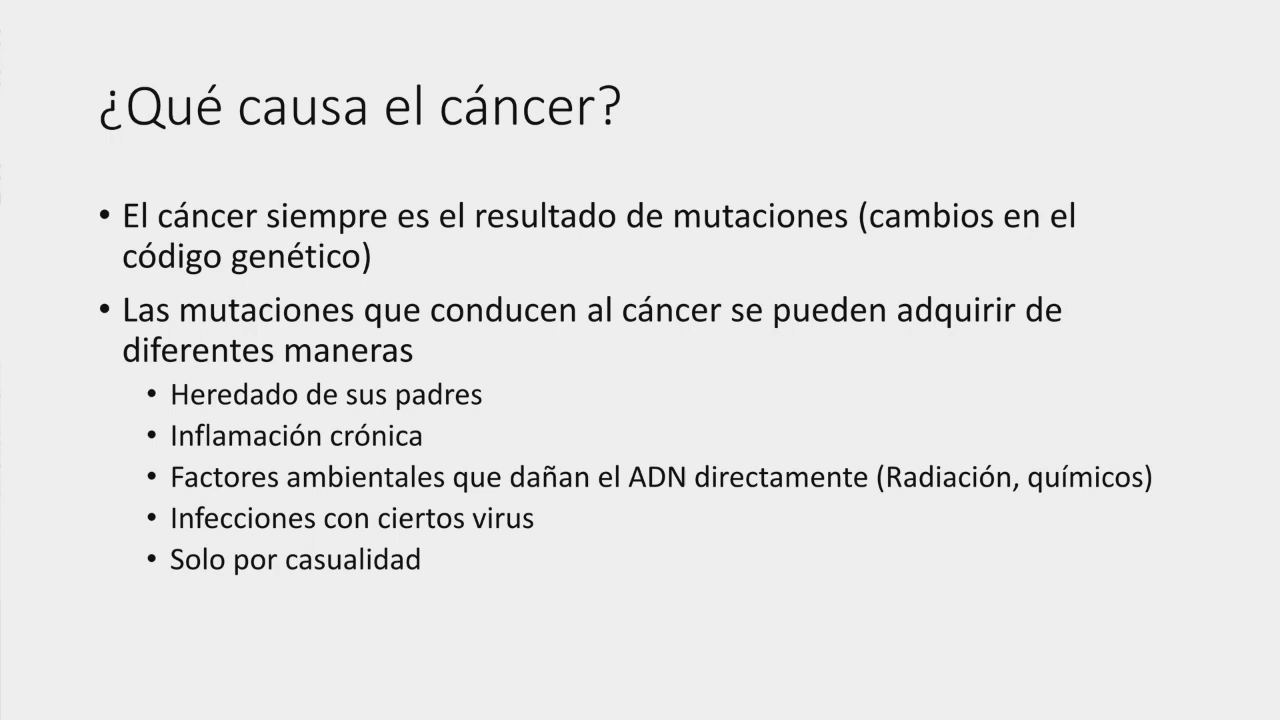 ¿Qué causa el cáncer?
• El cáncer siempre es el resultado de mutaciones (cambios en el
código genético)
• Las mutaciones que conducen al cáncer se pueden adquirir de
diferentes maneras
• Heredado de sus padres
• Inflamación crónica
• Factores ambientales que dañan el ADN directamente (Radiación, químicos)
• Infecciones con ciertos virus
• Solo por casualidad